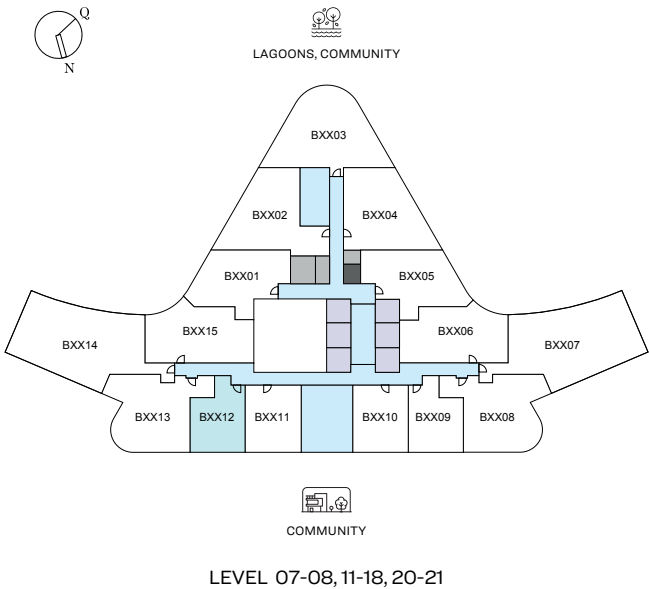 Q
N
LAGOONS, COMMUNITY
BXX03
BXX02
BXX04
BXX01
BXX05
BXX14
BXX15
BXX06
BXX07
BXX13
BXX12
BXX11
BXX10
BXX09
BXX08
COMMUNITY
LEVEL 07-08, 11-18, 20-21